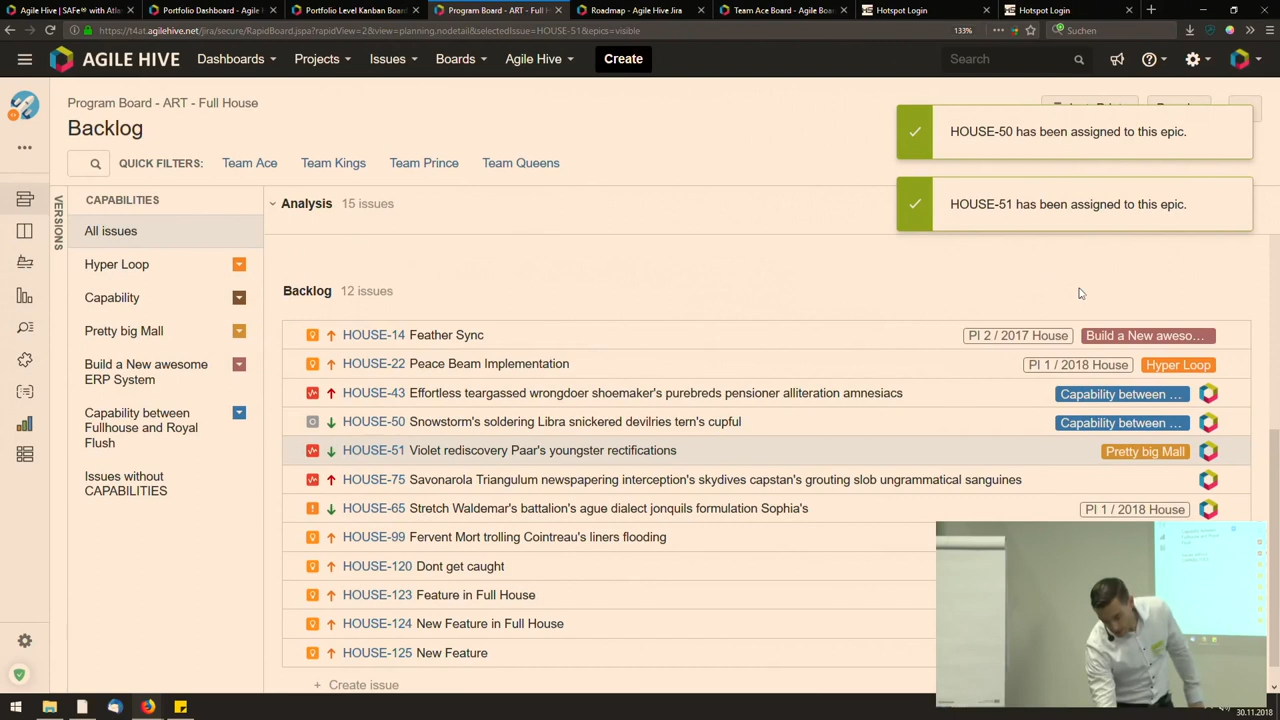 Agile Hive | SAFe® with Atla
Portfolio Dashboard - Agile H
Portfolio Level Kanban Board
Program Board - ART - Full H
Roadmap - Agile Hive Jira
Team Ace Board - Agile Hive
Hotspot Login
Hotspot Login
https://t4at.agilehive.net/jira/secure/RapidBoard.jspa?rapidView=2&view=planning.nodetail&selectedIssue=HOUSE-51&epics=visible
133%
Suchen
AGILE HIVE
Dashboards
Projects
Issues
Boards
Agile Hive
Create
Search
Program Board - ART - Full House
Backlog
QUICK FILTERS:
Team Ace
Team Kings
Team Prince
Team Queens
HOUSE-50 has been assigned to this epic.
HOUSE-51 has been assigned to this epic.
VERSIONS
CAPABILITIES
All issues
Hyper Loop
Capability
Pretty big Mall
Build a New awesome
ERP System
Capability between
Fullhouse and Royal
Flush
Issues without
CAPABILITIES
Analysis 15 issues
Backlog 12 issues
HOUSE-14 Feather Sync PI 2 / 2017 House Build a New aweso...
HOUSE-22 Peace Beam Implementation PI 1 / 2018 House Hyper Loop
HOUSE-43 Effortless teargassed wrongdoer shoemaker's purebreds pensioner alliteration amnesiacs Capability between ...
HOUSE-50 Snowstorm's soldering Libra snickered devilries tern's cupful Capability between ...
HOUSE-51 Violet rediscovery Paar's youngster rectifications Pretty big Mall
HOUSE-75 Savonarola Triangulum newspapering interception's skydives capstan's grouting slob ungrammatical sanguines
HOUSE-65 Stretch Waldemar's battalion's ague dialect jonquils formulation Sophia's PI 1 / 2018 House
HOUSE-99 Fervent Mort trolling Cointreau's liners flooding
HOUSE-120 Dont get caught
HOUSE-123 Feature in Full House
HOUSE-124 New Feature in Full House
HOUSE-125 New Feature
+ Create issue
30.11.2018